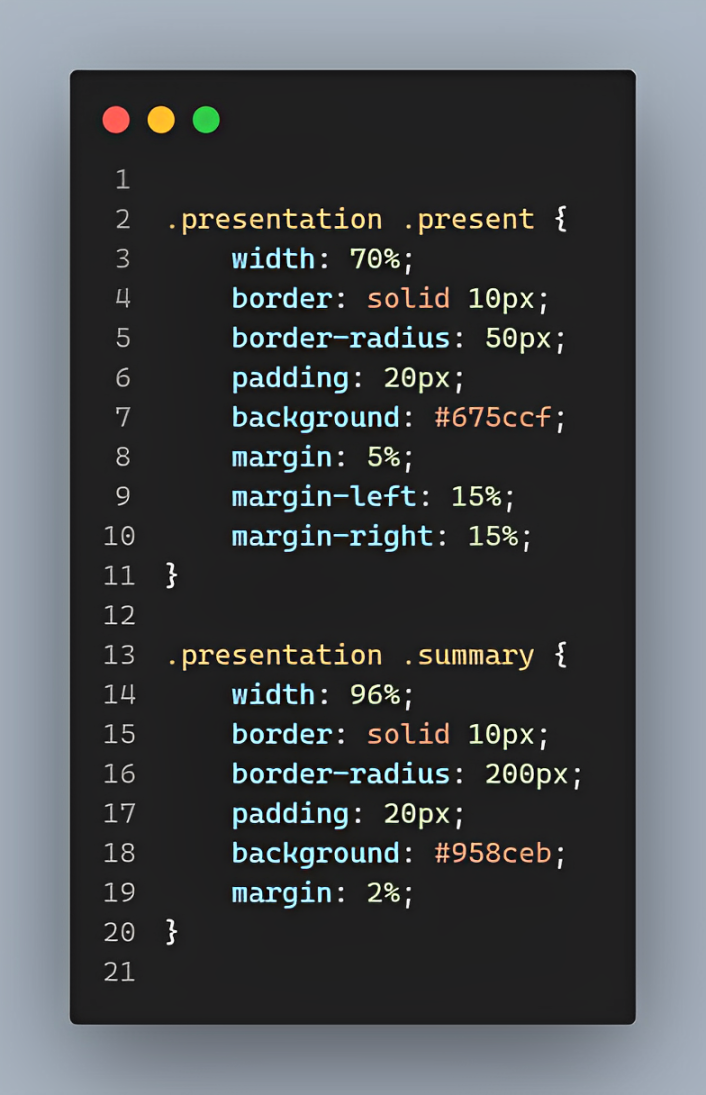 1
2 .presentation .present {
3     width: 70%;
4     border: solid 10px;
5     border-radius: 50px;
6     padding: 20px;
7     background: #675ccf;
8     margin: 5%;
9     margin-left: 15%;
10     margin-right: 15%;
11 }
12
13 .presentation .summary {
14     width: 96%;
15     border: solid 10px;
16     border-radius: 200px;
17     padding: 20px;
18     background: #958ceb;
19     margin: 2%;
20 }
21